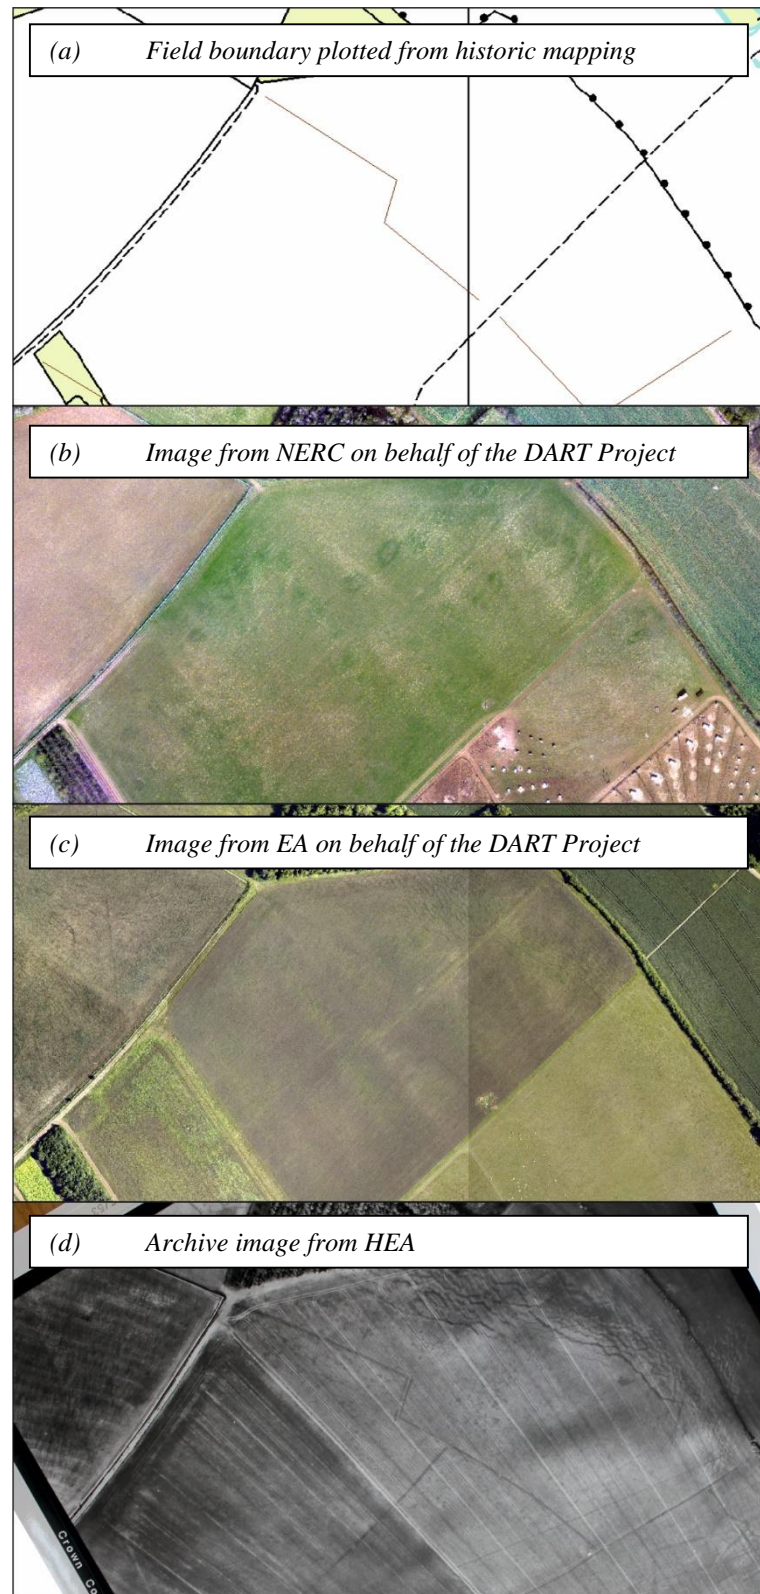 (a) Field boundary plotted from historic mapping
(b) Image from NERC on behalf of the DART Project
(c) Image from EA on behalf of the DART Project
(d) Archive image from HEA
Crown Co